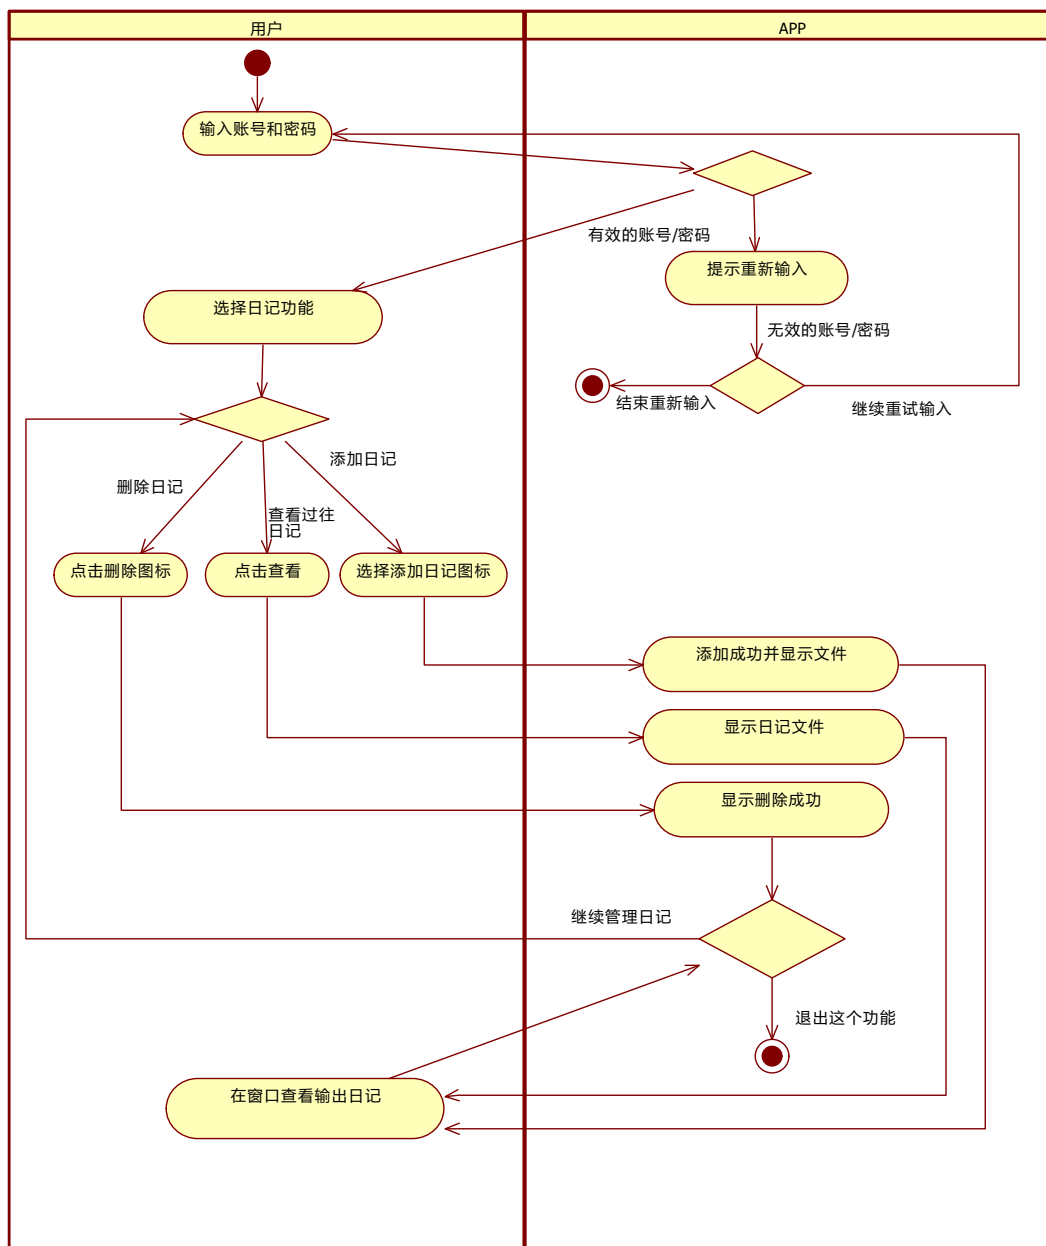 用户
APP
输入账号和密码
有效的账号/密码
提示重新输入
选择日记功能
无效的账号/密码
结束重新输入
继续重试输入
添加日记
删除日记
查看过往
日记
点击删除图标
点击查看
选择添加日记图标
添加成功并显示文件
显示日记文件
显示删除成功
继续管理日记
退出这个功能
在窗口查看输出日记